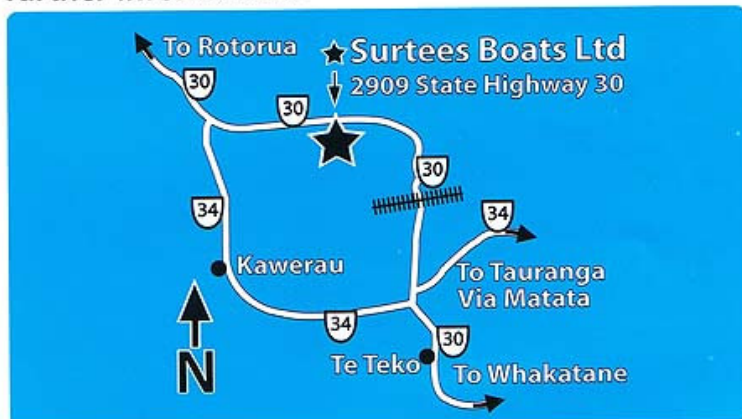 To Rotorua
Surtees Boats Ltd
2909 State Highway 30
30
30
30
34
34
Kawerau
To Tauranga
Via Matata
34
30
Te Teko
To Whakatane
N